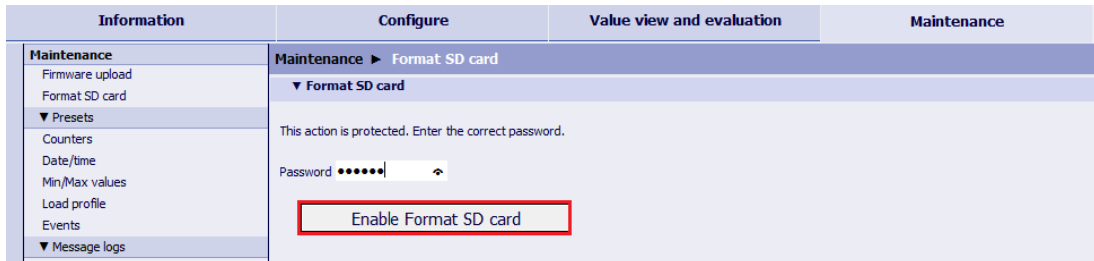 Information Configure Value view and evaluation Maintenance
Maintenance
Firmware upload
Format SD card
▼ Presets
Counters
Date/time
Min/Max values
Load profile
Events
▼ Message logs
Maintenance ► Format SD card
▼ Format SD card
This action is protected. Enter the correct password.
Password ••••••
Enable Format SD card